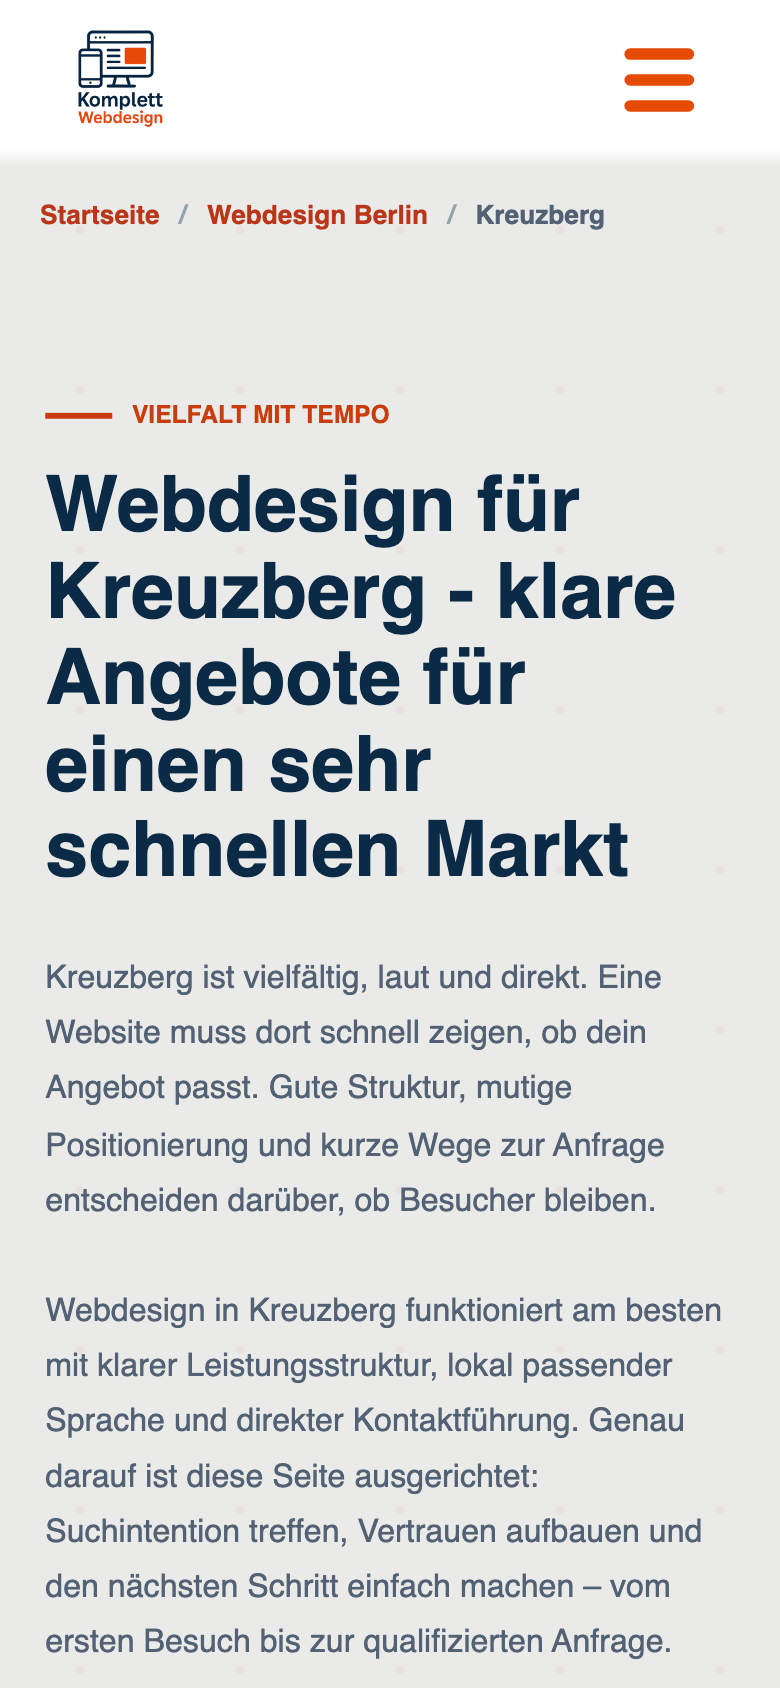 Komplett
Webdesign
Startseite / Webdesign Berlin / Kreuzberg
VIELFALT MIT TEMPO
Webdesign für
Kreuzberg - klare
Angebote für
einen sehr
schnellen Markt
Kreuzberg ist vielfältig, laut und direkt. Eine
Website muss dort schnell zeigen, ob dein
Angebot passt. Gute Struktur, mutige
Positionierung und kurze Wege zur Anfrage
entscheiden darüber, ob Besucher bleiben.
Webdesign in Kreuzberg funktioniert am besten
mit klarer Leistungsstruktur, lokal passender
Sprache und direkter Kontaktführung. Genau
darauf ist diese Seite ausgerichtet:
Suchintention treffen, Vertrauen aufbauen und
den nächsten Schritt einfach machen – vom
ersten Besuch bis zur qualifizierten Anfrage.